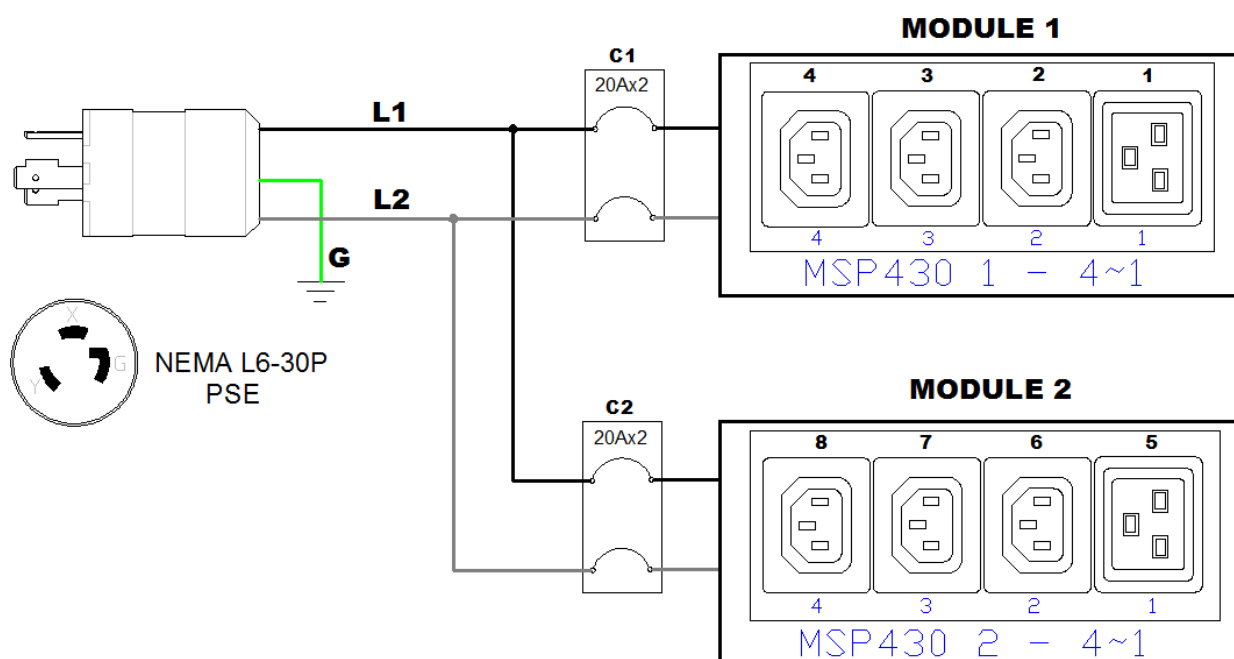 MODULE 1
C1
20Ax2
4 3 2 1
L1
L2
G
4 3 2 1
MSP430 1 - 4~1
X
G
Y
NEMA L6-30P
PSE
MODULE 2
C2
20Ax2
8 7 6 5
4 3 2 1
MSP430 2 - 4~1